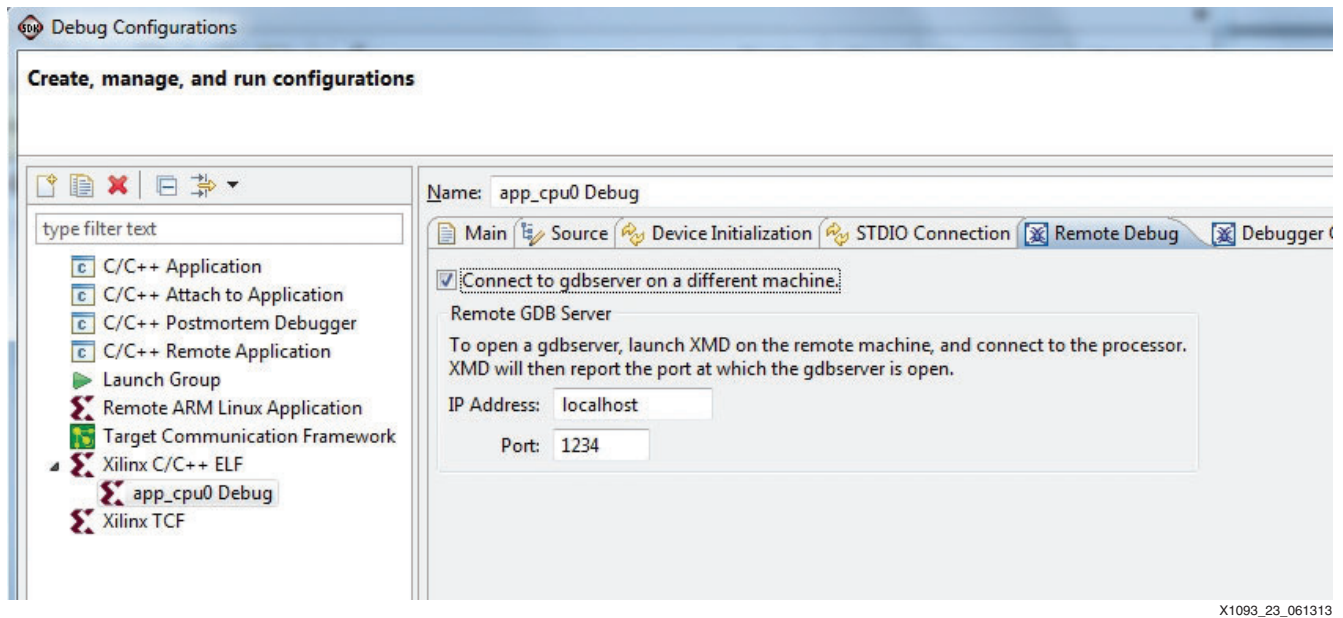 SDK Debug Configurations
Create, manage, and run configurations
type filter text
C/C++ Application
C/C++ Attach to Application
C/C++ Postmortem Debugger
C/C++ Remote Application
Launch Group
Remote ARM Linux Application
Target Communication Framework
Xilinx C/C++ ELF
app_cpu0 Debug
Xilinx TCF
Name: app_cpu0 Debug
Main Source Device Initialization STDIO Connection Remote Debug Debugger
Connect to gdbserver on a different machine.
Remote GDB Server
To open a gdbserver, launch XMD on the remote machine, and connect to the processor.
XMD will then report the port at which the gdbserver is open.
IP Address: localhost
Port: 1234
X1093_23_061313